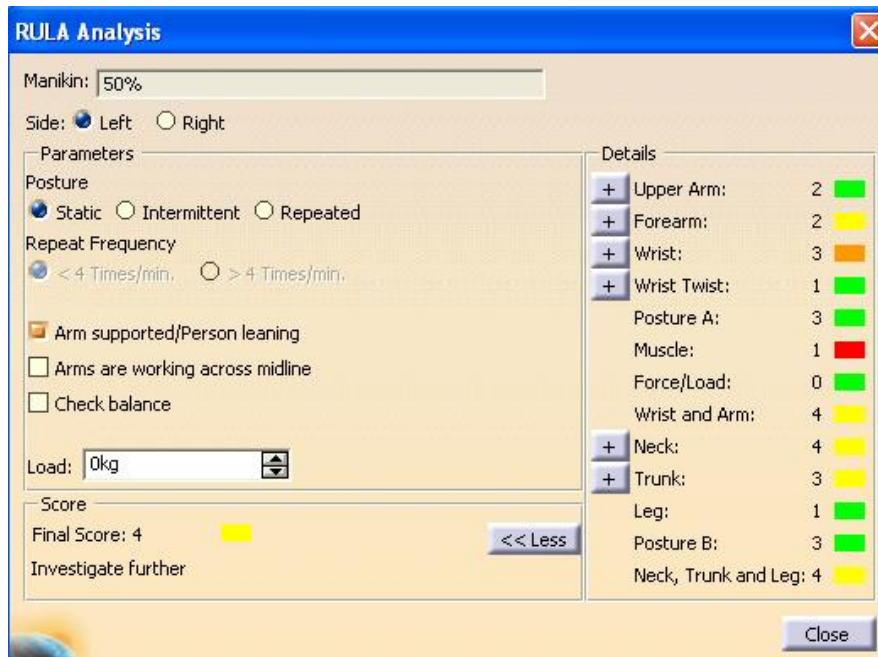 RULA Analysis
Manikin: 50%
Side: Left Right
Parameters
Posture
Static Intermittent Repeated
Repeat Frequency
< 4 Times/min. > 4 Times/min.
Arm supported/Person leaning
Arms are working across midline
Check balance
Load: 0kg
Score
Final Score: 4
<< Less
Investigate further
Details
+ Upper Arm: 2
+ Forearm: 2
+ Wrist: 3
+ Wrist Twist: 1
Posture A: 3
Muscle: 1
Force/Load: 0
Wrist and Arm: 4
+ Neck: 4
+ Trunk: 3
Leg: 1
Posture B: 3
Neck, Trunk and Leg: 4
Close